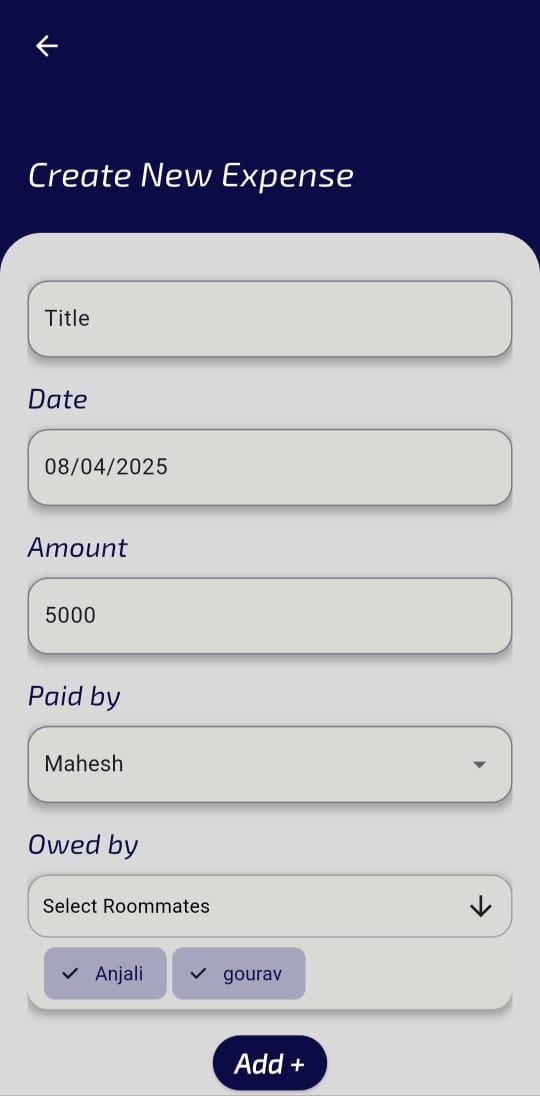 Create New Expense
Title
Date
08/04/2025
Amount
5000
Paid by
Mahesh
Owed by
Select Roommates
Anjali gourav
Add +